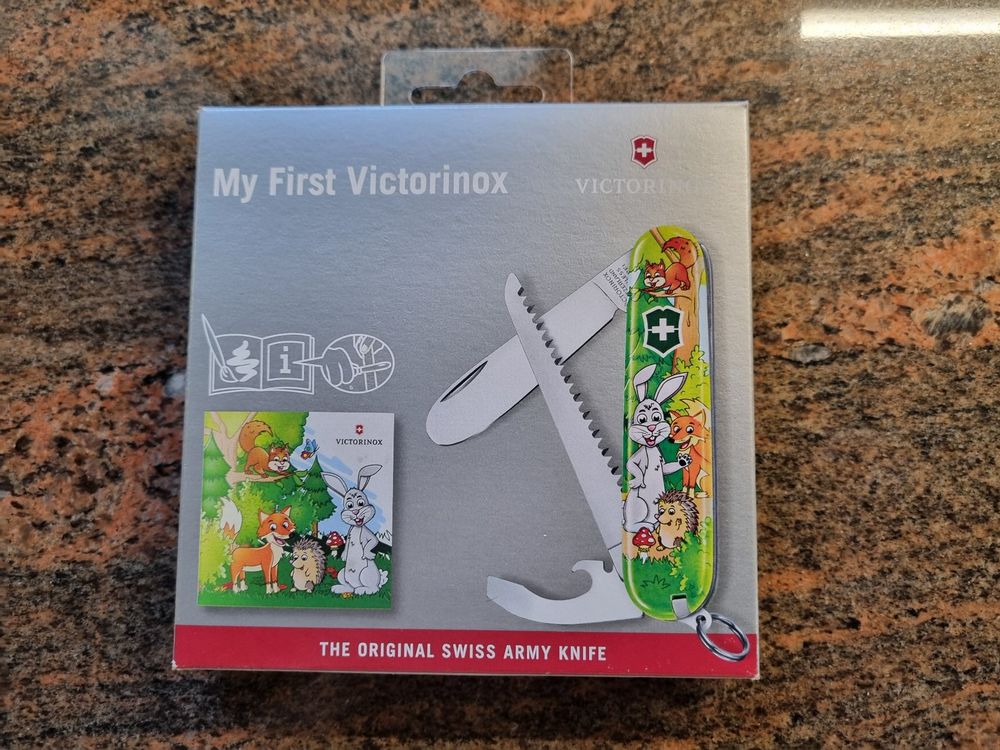 My First Victorinox
VICTORINOX
i
VICTORINOX
THE ORIGINAL SWISS ARMY KNIFE